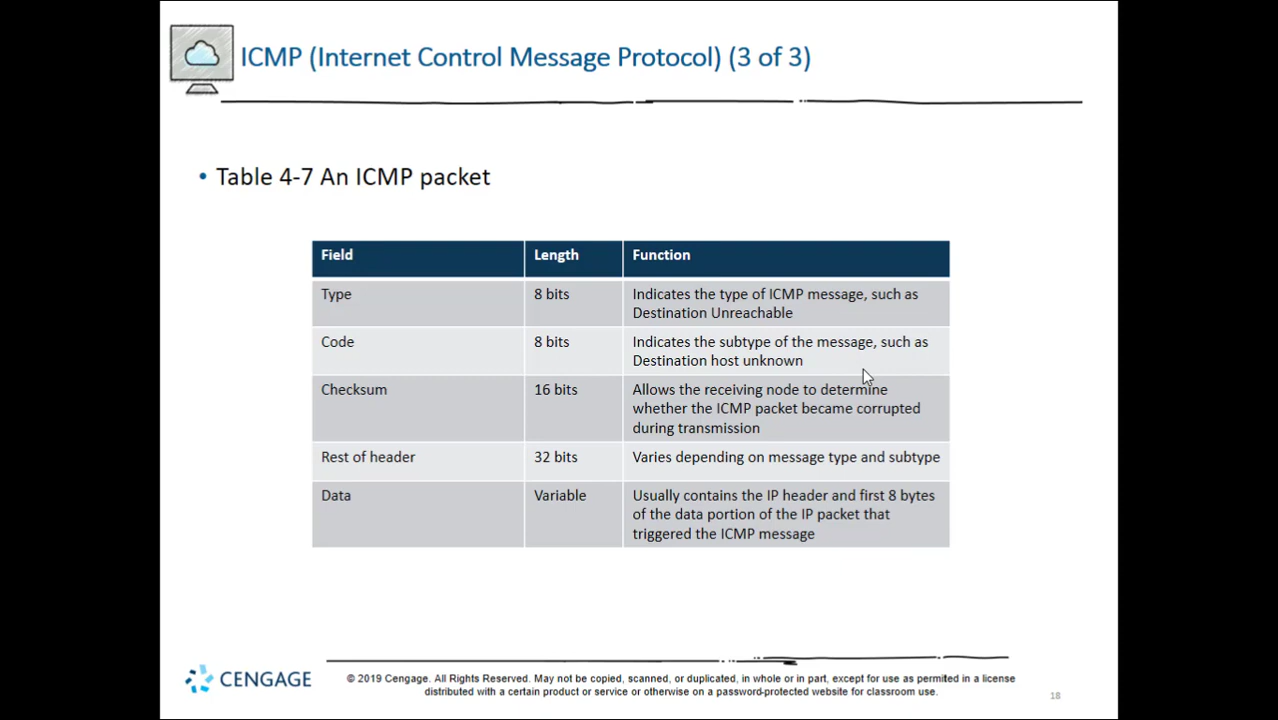 ICMP (Internet Control Message Protocol) (3 of 3)
• Table 4-7 An ICMP packet
Field Length Function
Type 8 bits Indicates the type of ICMP message, such as
Destination Unreachable
Code 8 bits Indicates the subtype of the message, such as
Destination host unknown
Checksum 16 bits Allows the receiving node to determine
whether the ICMP packet became corrupted
during transmission
Rest of header 32 bits Varies depending on message type and subtype
Data Variable Usually contains the IP header and first 8 bytes
of the data portion of the IP packet that
triggered the ICMP message
CENGAGE
© 2019 Cengage. All Rights Reserved. May not be copied, scanned, or duplicated, in whole or in part, except for use as permitted in a license
distributed with a certain product or service or otherwise on a password-protected website for classroom use.
18